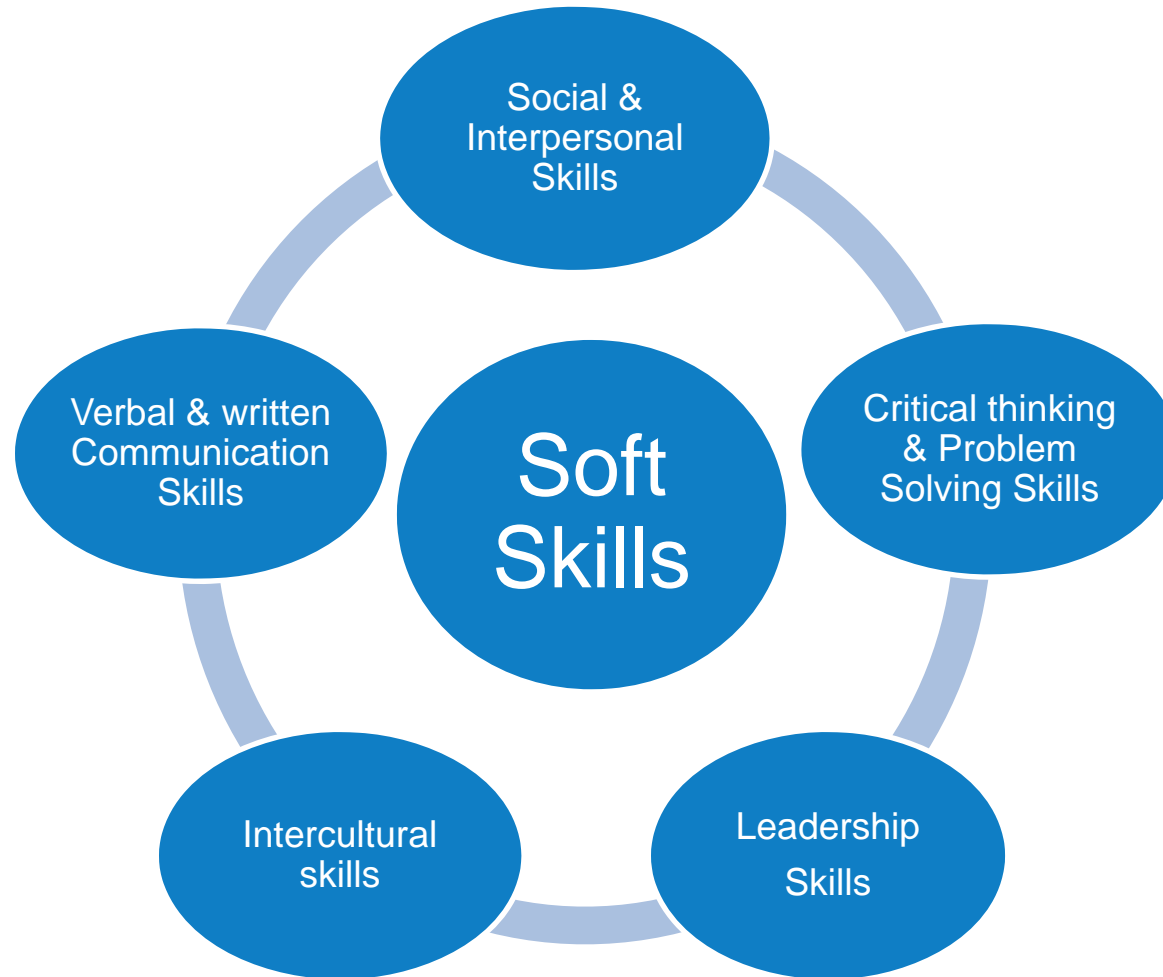 Social &
Interpersonal
Skills
Verbal & written
Communication
Skills
Soft
Skills
Critical thinking
& Problem
Solving Skills
Intercultural
skills
Leadership
Skills